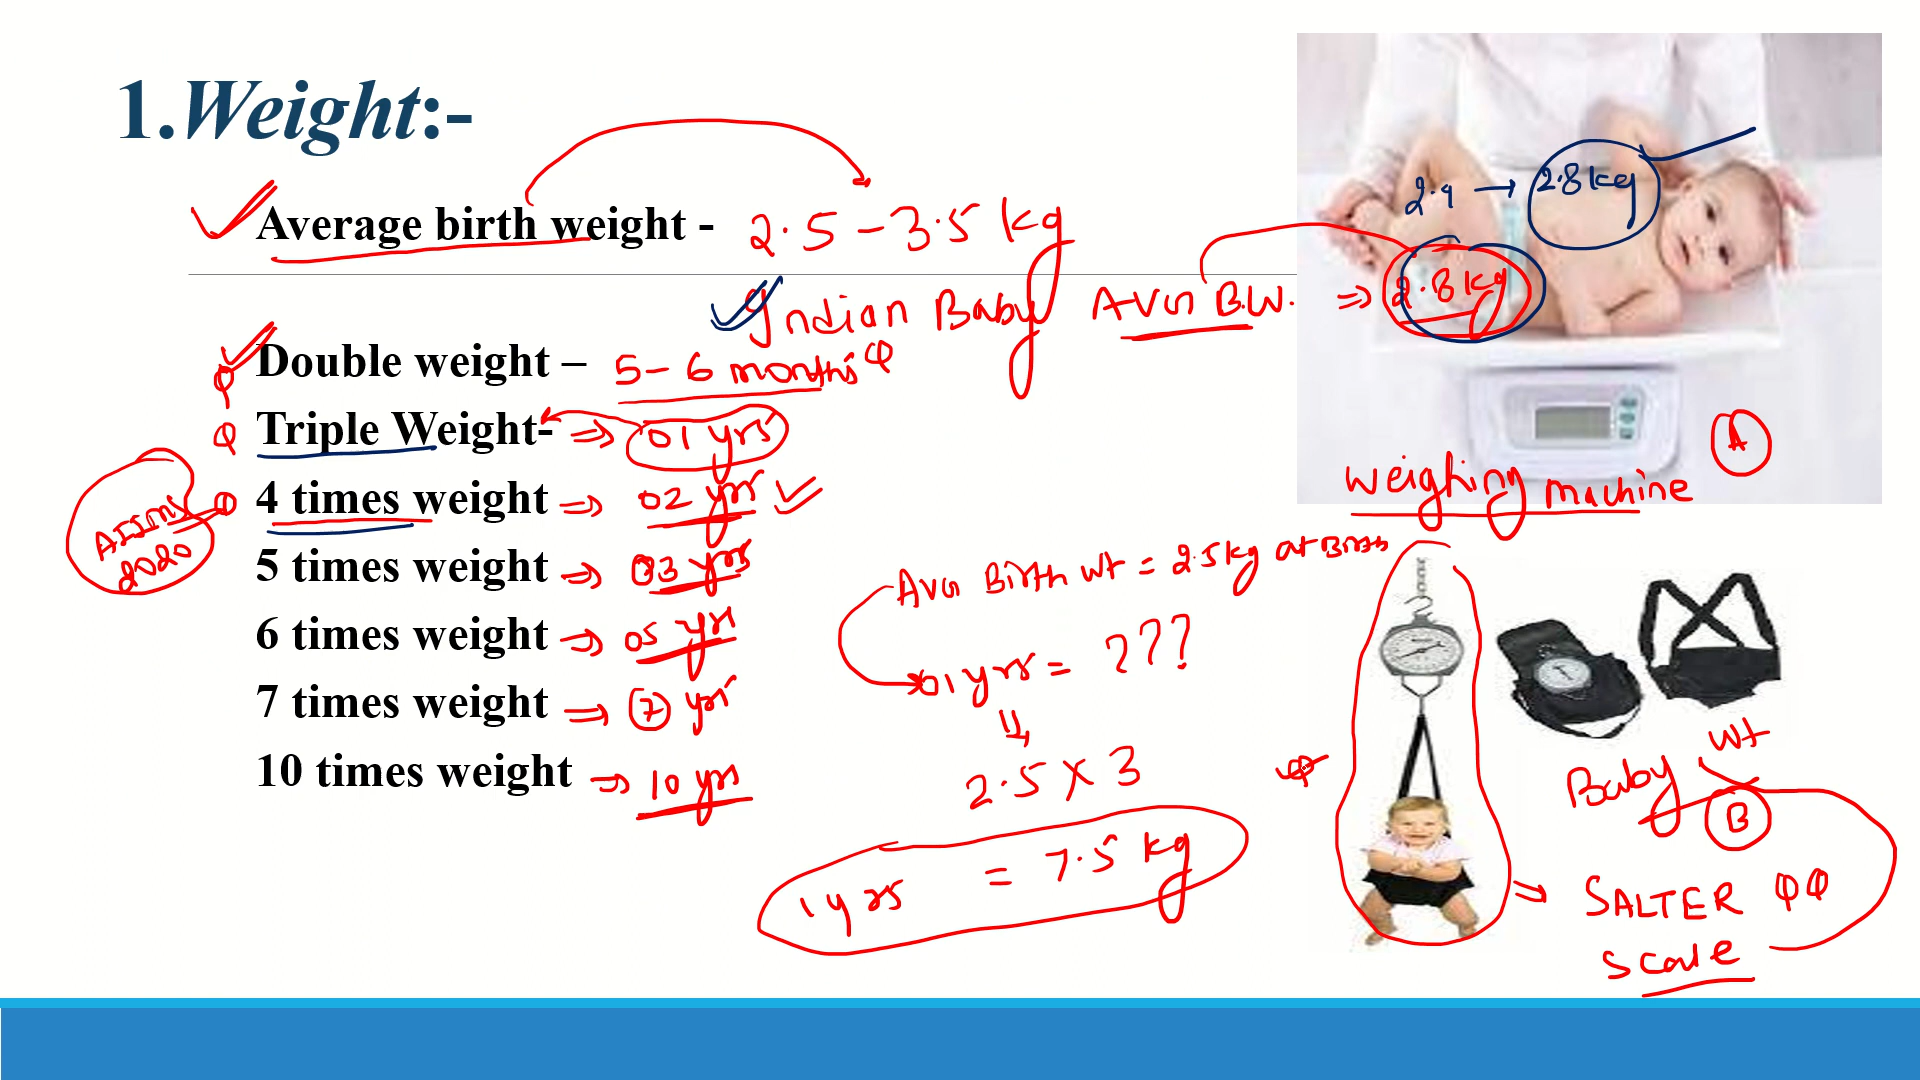 1.Weight:-
Average birth weight - 2.5 – 3.5 kg
2.9 → 2.8 kg
Indian Baby Avg B.W. ⇒ 2.8 kg
Double weight – 5 – 6 months
Triple Weight- ⇒ 01 yrs
A
weighing machine
4 times weight ⇒ 02 yrs
AIIMS
2020
5 times weight ⇒ 03 yrs
6 times weight ⇒ 05 yrs
7 times weight ⇒ 7 yrs
10 times weight ⇒ 10 yrs
Avg Birth wt = 2.5 kg at Birth
01 yrs = ???
2.5 x 3
1 yrs = 7.5 kg
Baby wt
B
SALTER
scale